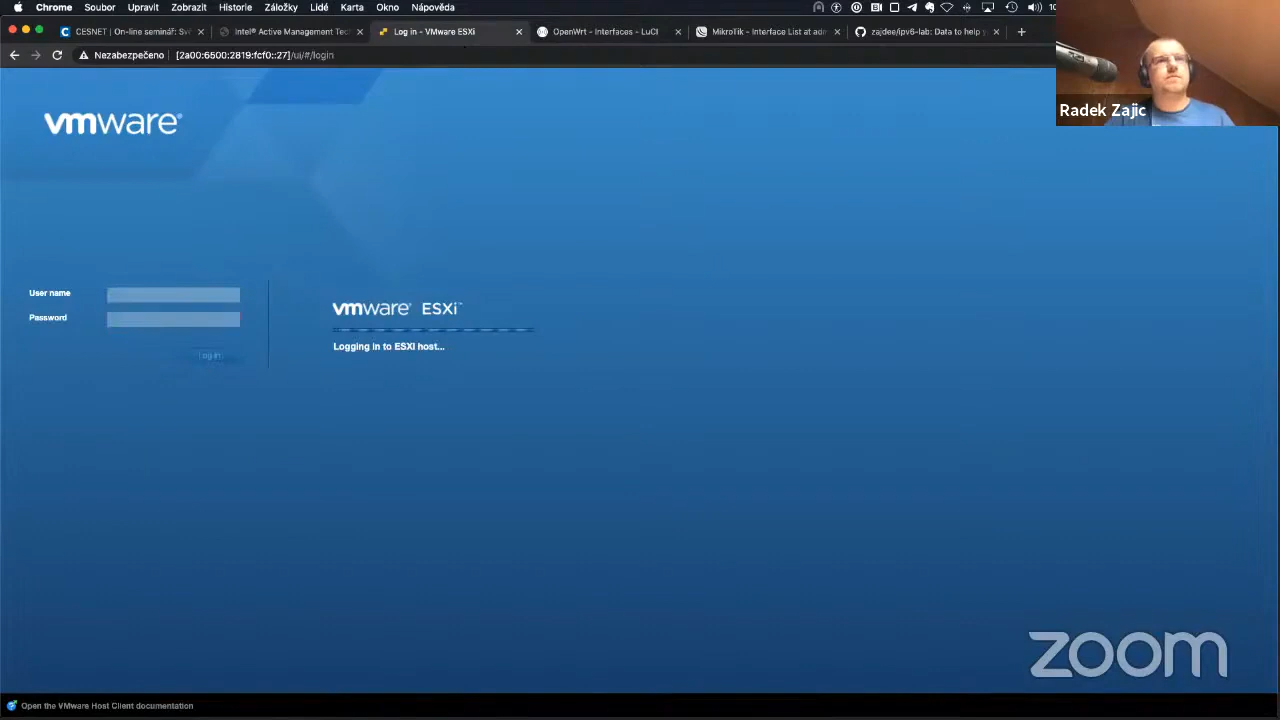 Chrome Soubor Upravit Zobrazit Historie Záložky Lidé Karta Okno Nápověda
CESNET | On-line seminář: Sv
Intel® Active Management Tec
Log in - VMware ESXi
OpenWrt - Interfaces - LuCI
MikroTik - Interface List at adm
zajdee/ipv6-lab: Data to help y
Nezabezpečeno [2a00:6500:2819:fcf0::27]/ui/#/login
Radek Zajic
vmware®
User name
Password
Log in
vmware® ESXi™
Logging in to ESXi host...
zoom
Open the VMware Host Client documentation